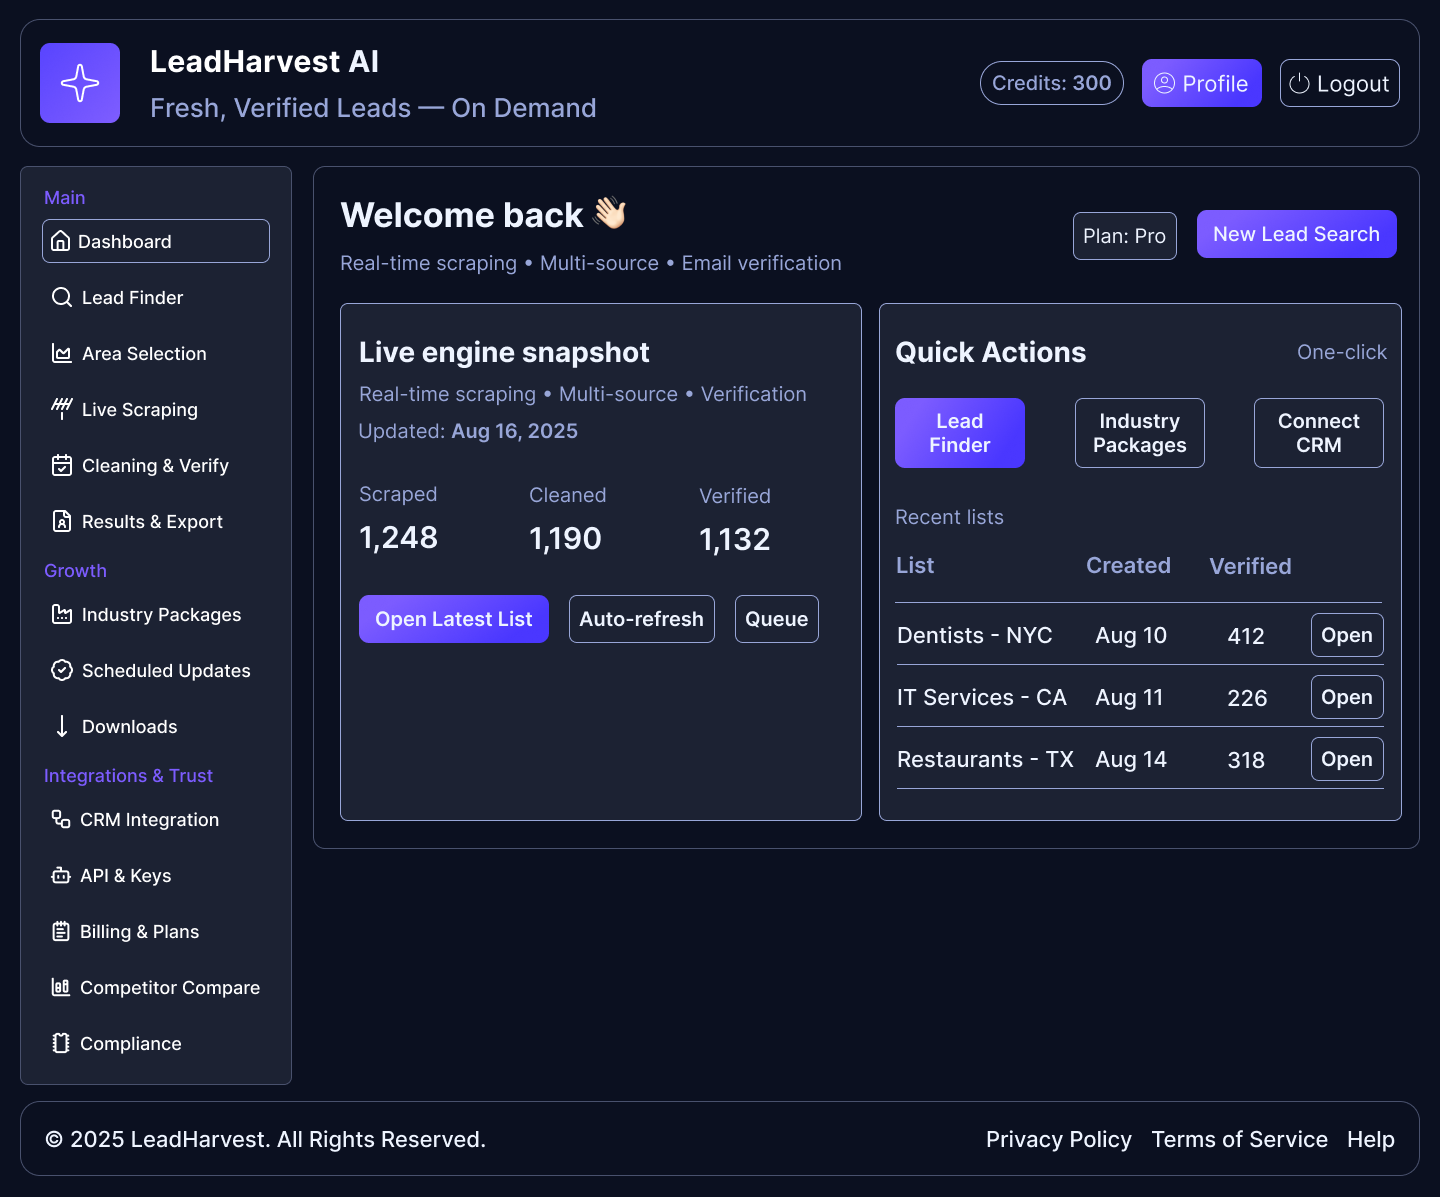 LeadHarvest AI
Fresh, Verified Leads — On Demand
Credits: 300
Profile
Logout
Main
Dashboard
Lead Finder
Area Selection
Live Scraping
Cleaning & Verify
Results & Export
Growth
Industry Packages
Scheduled Updates
Downloads
Integrations & Trust
CRM Integration
API & Keys
Billing & Plans
Competitor Compare
Compliance
Welcome back 👋🏻
Real-time scraping • Multi-source • Email verification
Plan: Pro
New Lead Search
Live engine snapshot
Real-time scraping • Multi-source • Verification
Updated: Aug 16, 2025
Scraped Cleaned Verified
1,248 1,190 1,132
Open Latest List Auto-refresh Queue
Quick Actions
One-click
Lead
Finder
Industry
Packages
Connect
CRM
Recent lists
List Created Verified
Dentists - NYC Aug 10 412 Open
IT Services - CA Aug 11 226 Open
Restaurants - TX Aug 14 318 Open
© 2025 LeadHarvest. All Rights Reserved.
Privacy Policy Terms of Service Help